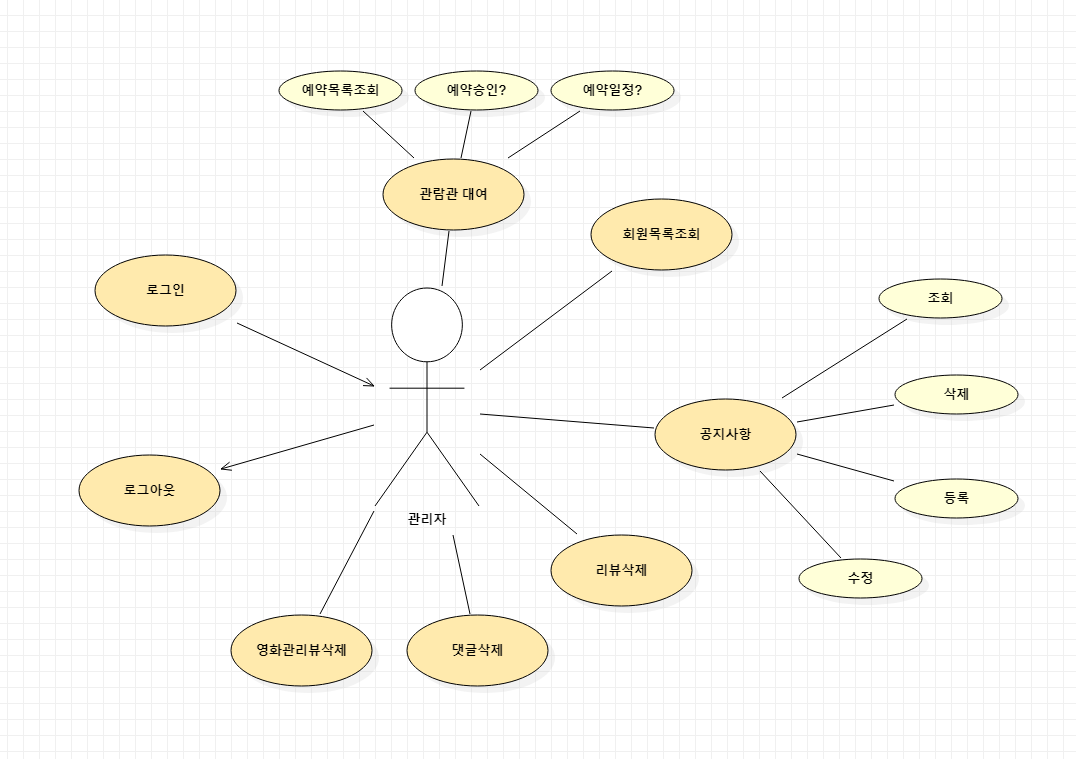 예약목록조회
예약승인?
예약일정?
관람관 대여
회원목록조회
로그인
조회
삭제
공지사항
로그아웃
등록
관리자
리뷰삭제
수정
영화관리뷰삭제
댓글삭제